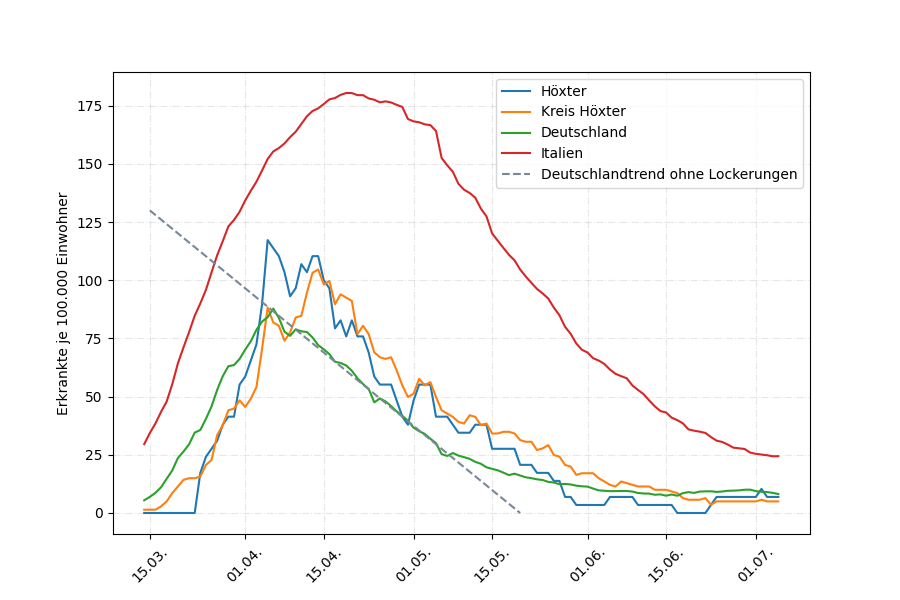 Erkrankte je 100.000 Einwohner
175
150
125
100
75
50
25
0
Höxter
Kreis Höxter
Deutschland
Italien
Deutschlandtrend ohne Lockerungen
15.03.
01.04.
15.04.
01.05.
15.05.
01.06.
15.06.
01.07.